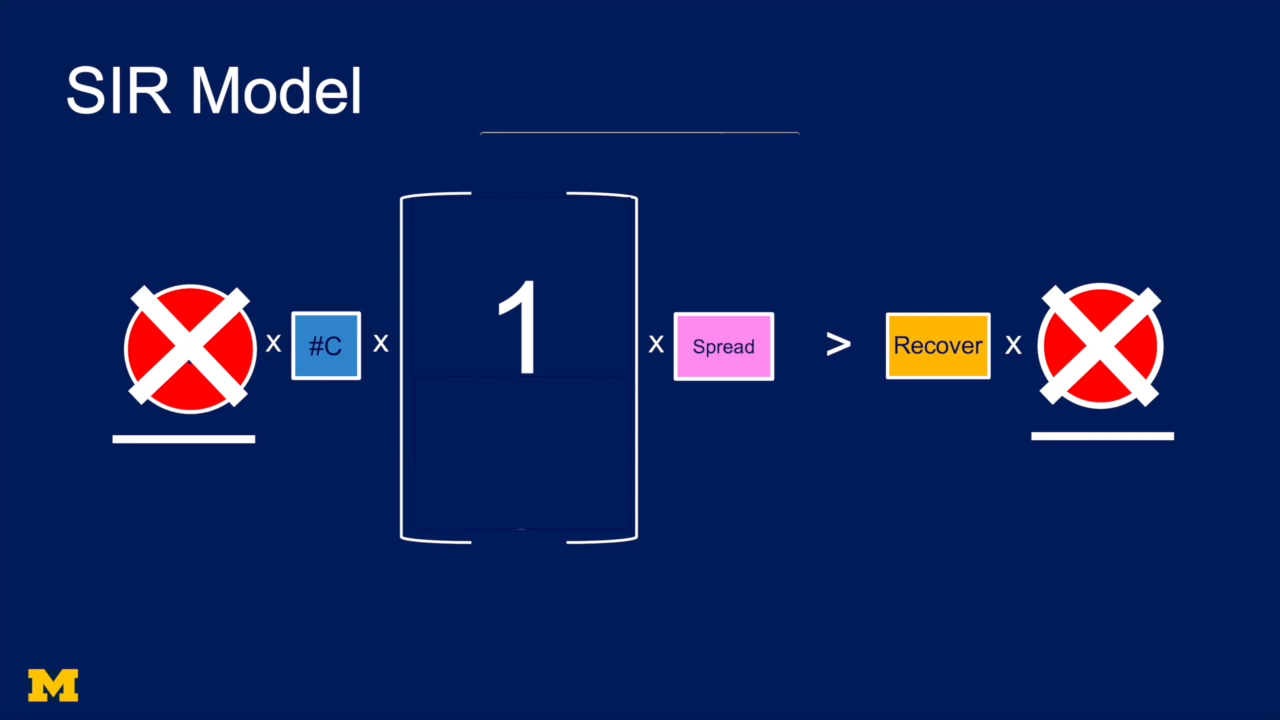 SIR Model
x #C x 1 x Spread > Recover x
M